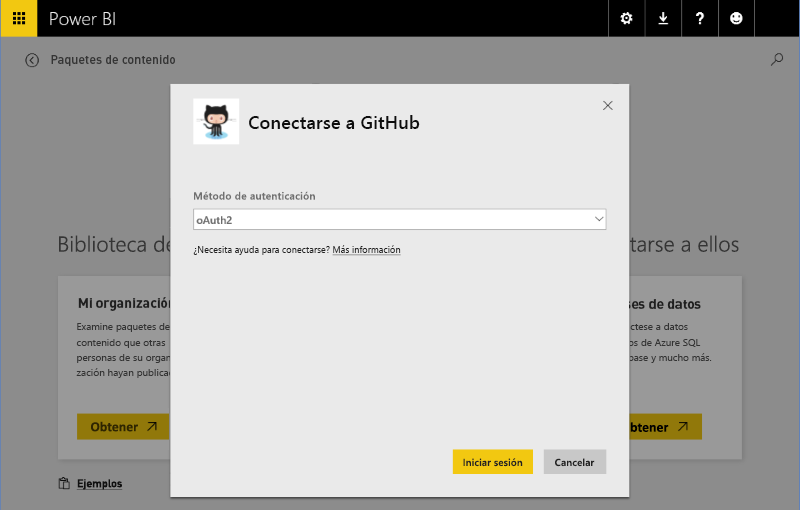 Power BI
?
Paquetes de contenido
Conectarse a GitHub
Método de autenticación
oAuth2
¿Necesita ayuda para conectarse? Más información
Iniciar sesión
Cancelar
Biblioteca de
tarse a ellos
Mi organización
Examine paquetes de
contenido que otras
personas de su organ
zación hayan publica
Obtener
ses de datos
ctese a datos
os de Azure SQL
base y mucho más.
btener
Ejemplos